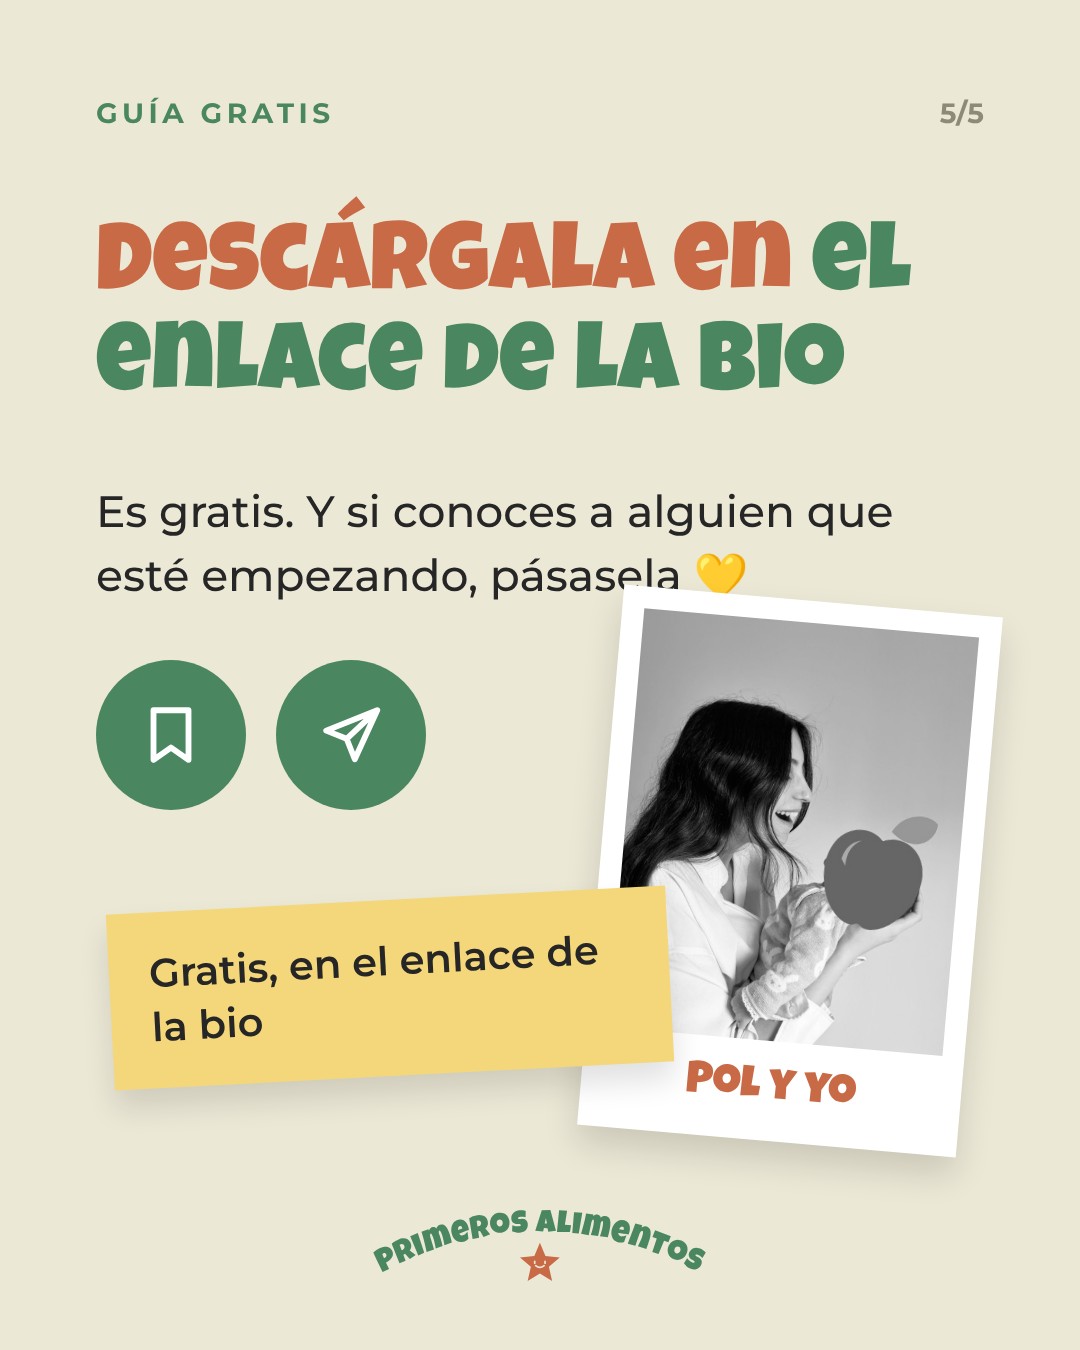 GUÍA GRATIS
5/5
DESCÁRGALA EN EL
ENLACE DE LA BIO
Es gratis. Y si conoces a alguien que
esté empezando, pásasela 💛
Gratis, en el enlace de
la bio
POL Y YO
PRIMEROS ALIMENTOS